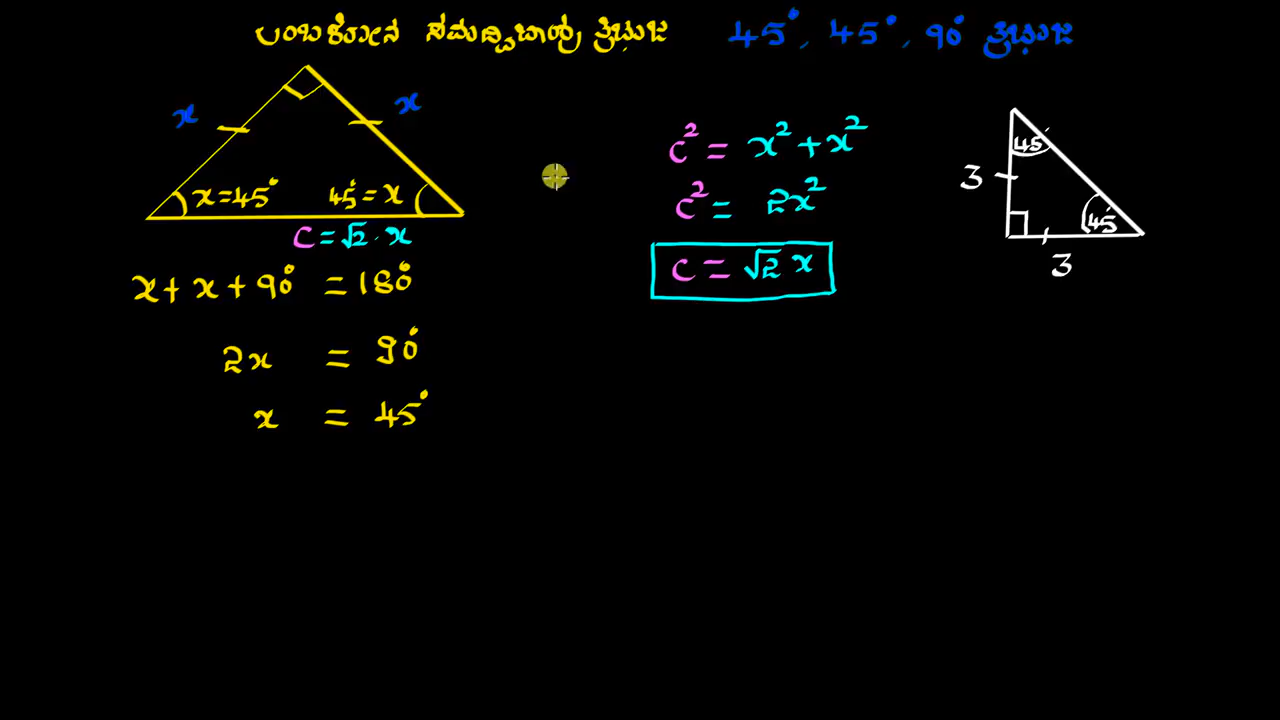 ಲಂಬಕೋನ ಸಮದ್ವಿಬಾಹು ತ್ರಿಭುಜ 45°, 45°, 90° ತ್ರಿಭುಜ
x x
x=45° 45°=x
c=√2.x
x+x+90°=180°
2x = 90°
x = 45°
c²=x²+x²
c²=2x²
c=√2 x
45°
3
45°
3